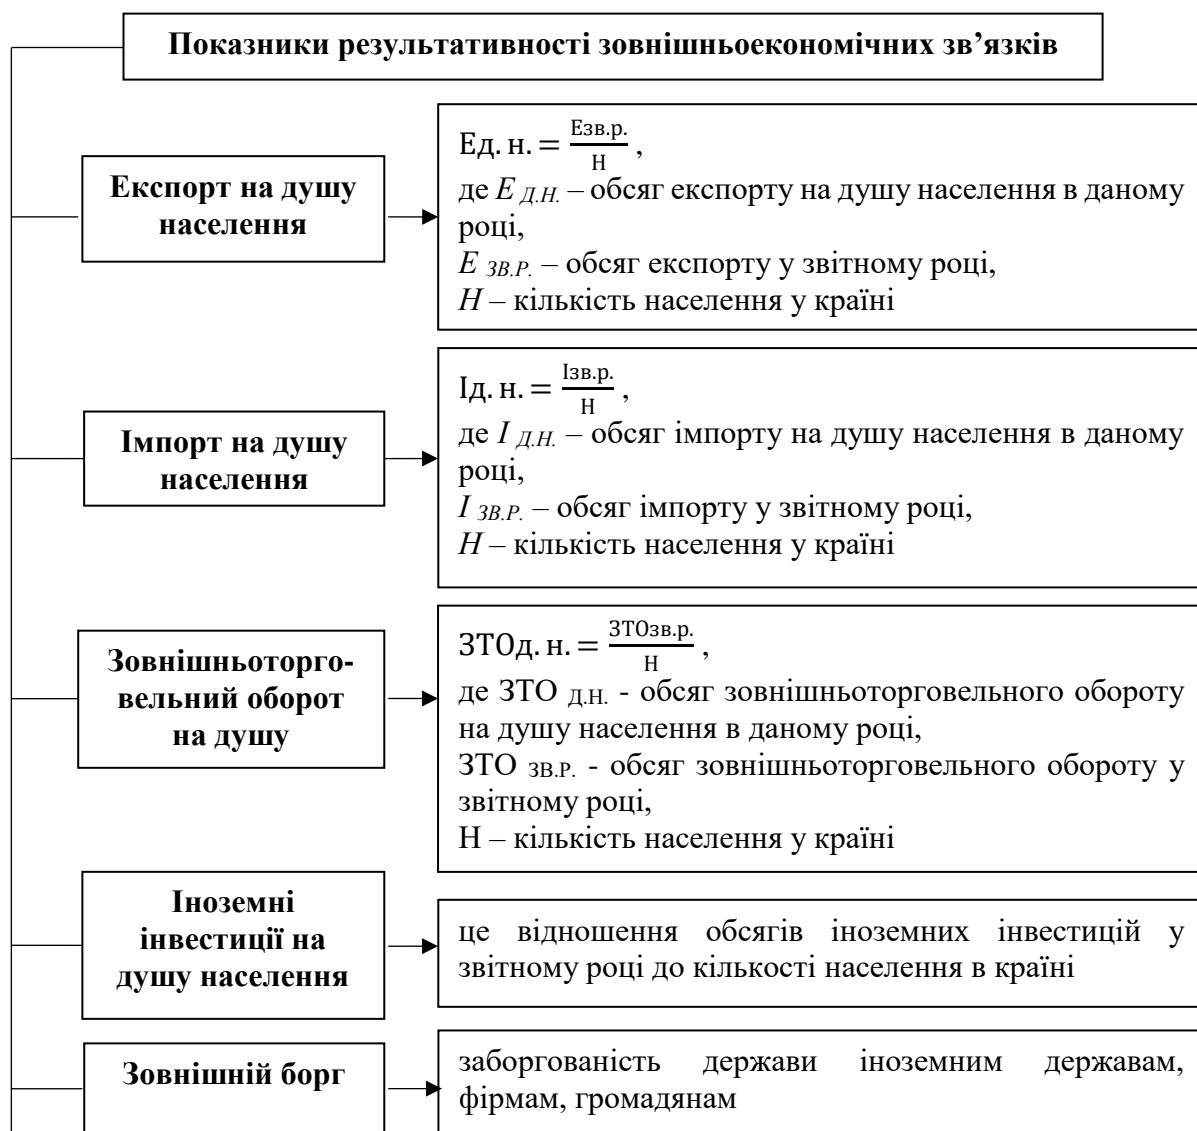 Показники результативності зовнішньоекономічних зв’язків
Експорт на душу
населення
Ед. н. = Езв.р./Н ,
де Е Д.Н. – обсяг експорту на душу населення в даному
році,
Е ЗВ.Р. – обсяг експорту у звітному році,
Н – кількість населення у країні
Імпорт на душу
населення
Ід. н. = Ізв.р./Н ,
де І Д.Н. – обсяг імпорту на душу населення в даному
році,
І ЗВ.Р. – обсяг імпорту у звітному році,
Н – кількість населення у країні
Зовнішньоторго-
вельний оборот
на душу
ЗТОд. н. = ЗТОзв.р./Н ,
де ЗТО Д.Н. - обсяг зовнішньоторговельного обороту
на душу населення в даному році,
ЗТО ЗВ.Р. - обсяг зовнішньоторговельного обороту у
звітному році,
Н – кількість населення у країні
Іноземні
інвестиції на
душу населення
це відношення обсягів іноземних інвестицій у
звітному році до кількості населення в країні
Зовнішній борг
заборгованість держави іноземним державам,
фірмам, громадянам